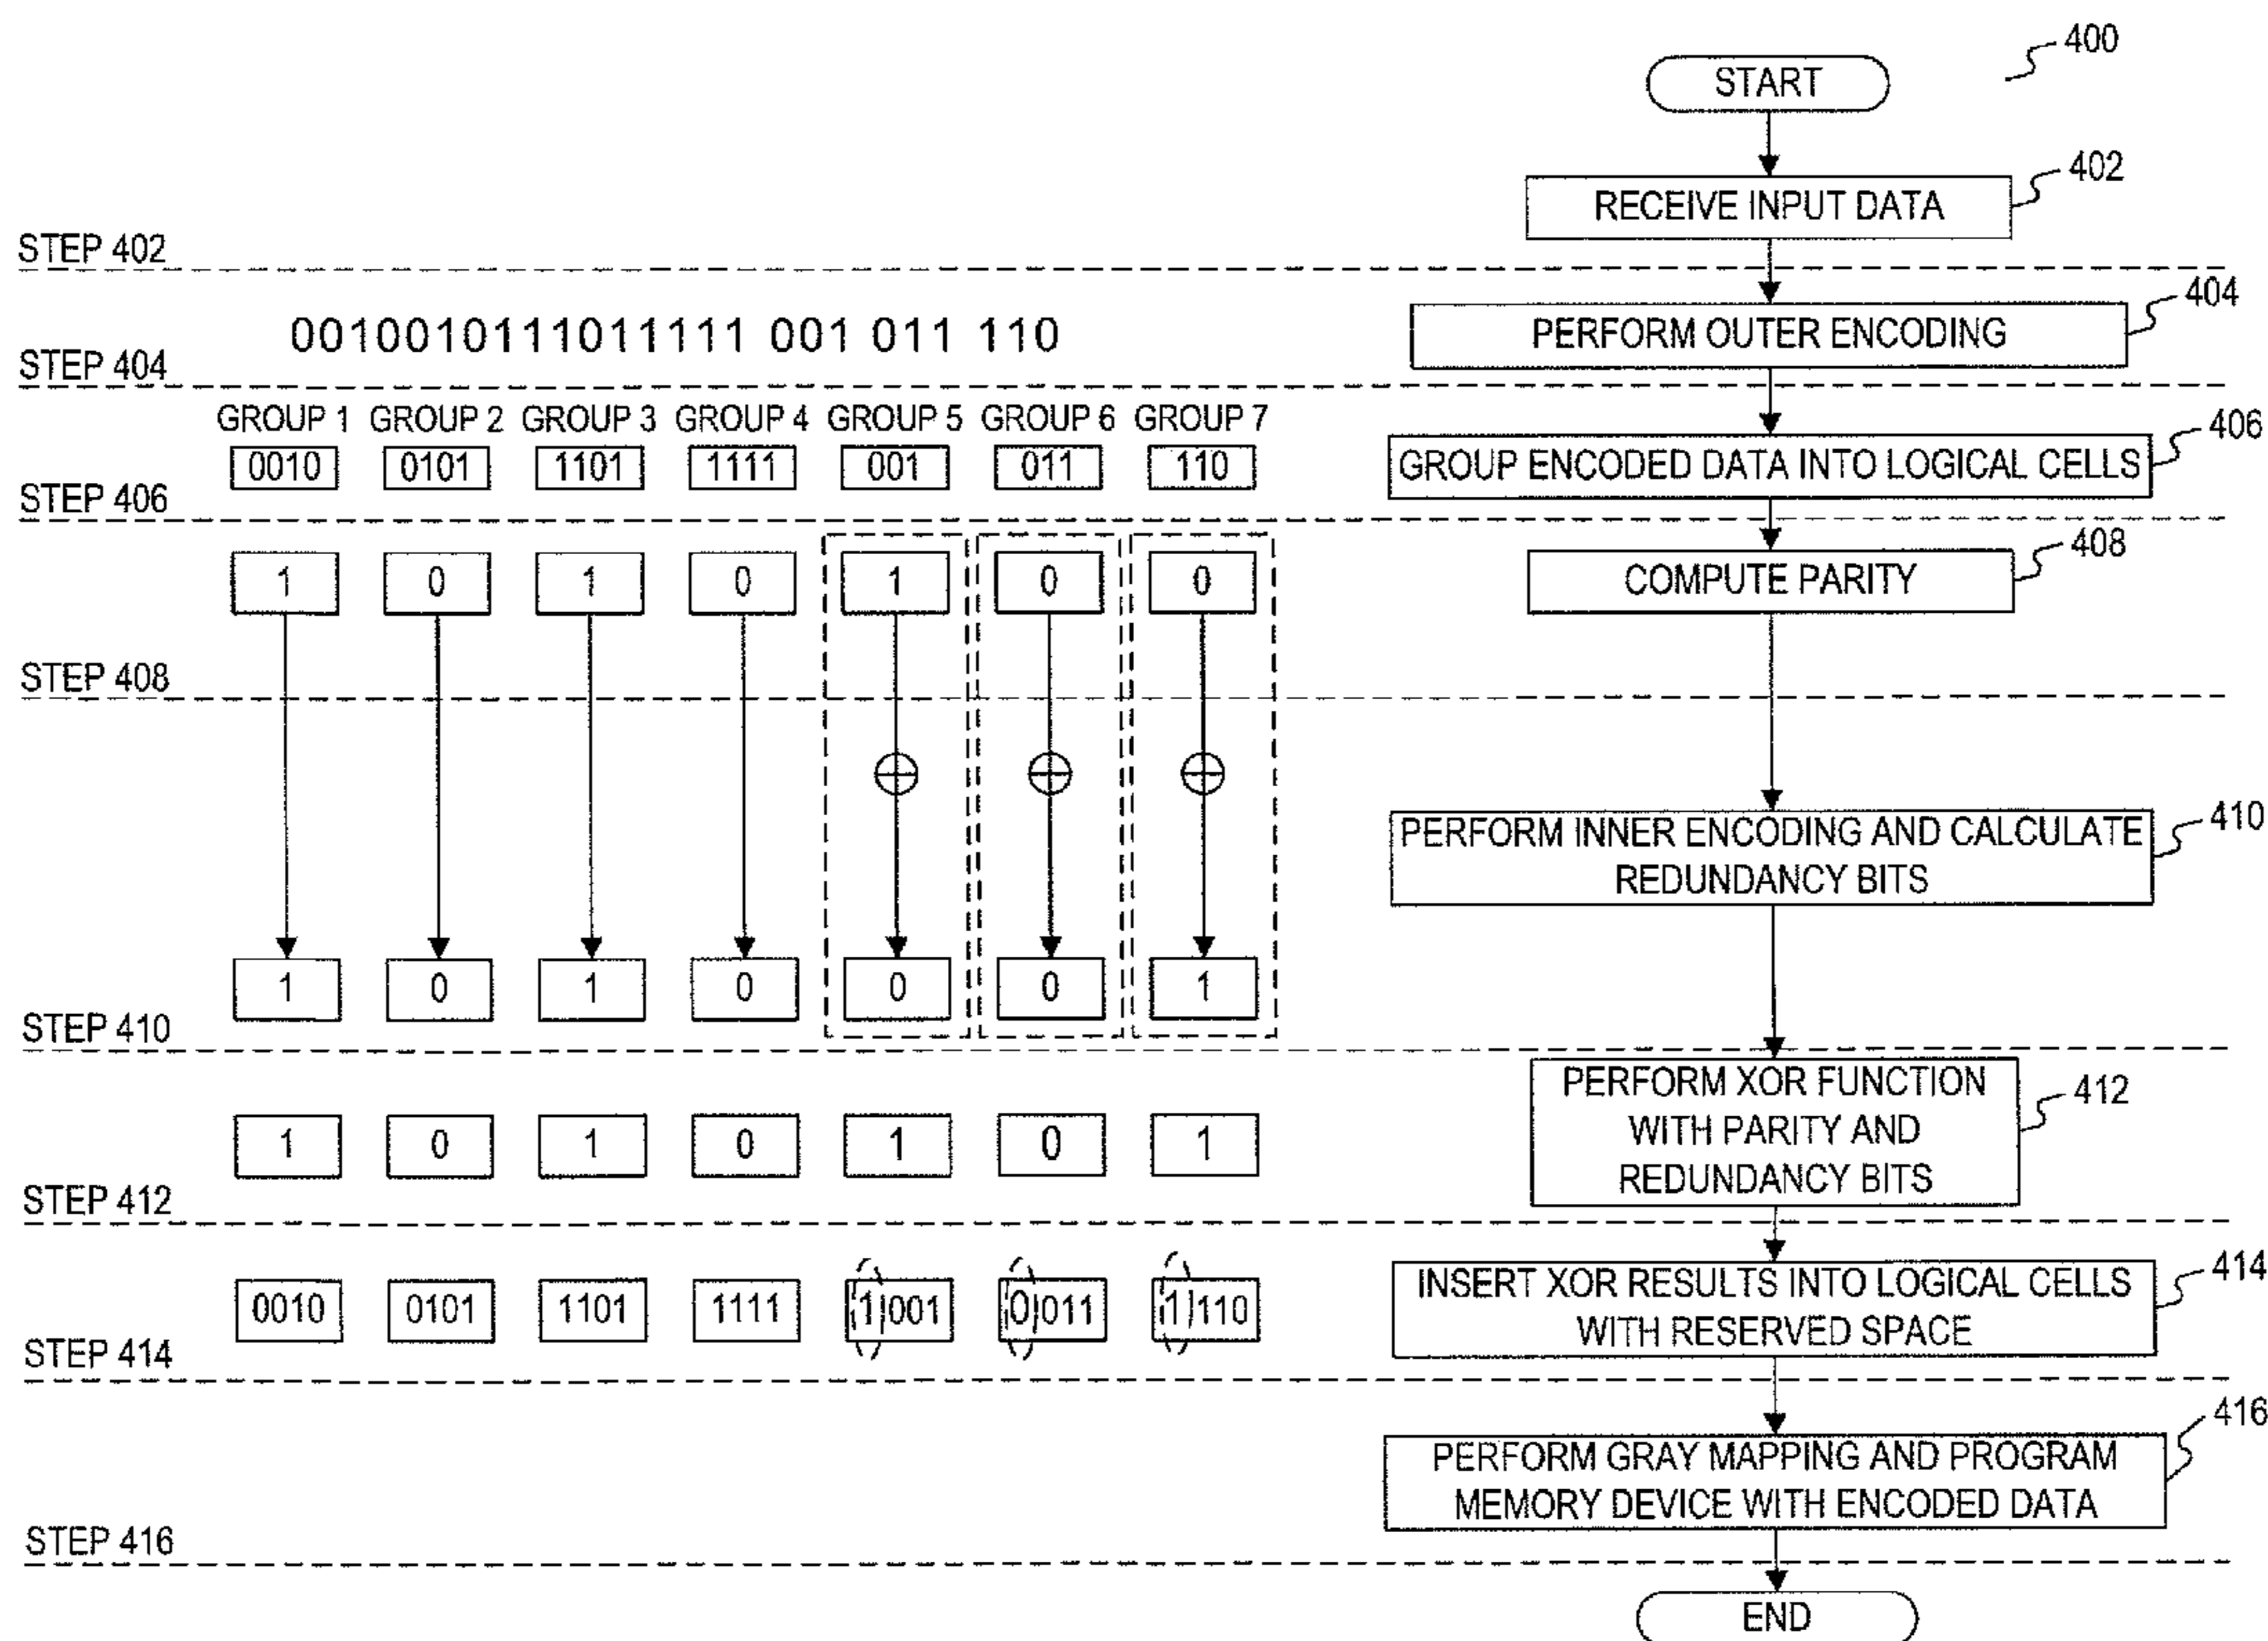 400
START
402
RECEIVE INPUT DATA
STEP 402
404
0010010111011111 001 011 110
PERFORM OUTER ENCODING
STEP 404
GROUP 1 GROUP 2 GROUP 3 GROUP 4 GROUP 5 GROUP 6 GROUP 7
406
0010 0101 1101 1111 001 011 110
GROUP ENCODED DATA INTO LOGICAL CELLS
STEP 406
408
1 0 1 0 1 0 0
COMPUTE PARITY
STEP 408
410
PERFORM INNER ENCODING AND CALCULATE
REDUNDANCY BITS
1 0 1 0 0 0 1
STEP 410
PERFORM XOR FUNCTION
WITH PARITY AND
REDUNDANCY BITS
412
1 0 1 0 1 0 1
STEP 412
414
INSERT XOR RESULTS INTO LOGICAL CELLS
WITH RESERVED SPACE
0010 0101 1101 1111 1 001 0 011 1 110
STEP 414
416
PERFORM GRAY MAPPING AND PROGRAM
MEMORY DEVICE WITH ENCODED DATA
STEP 416
END